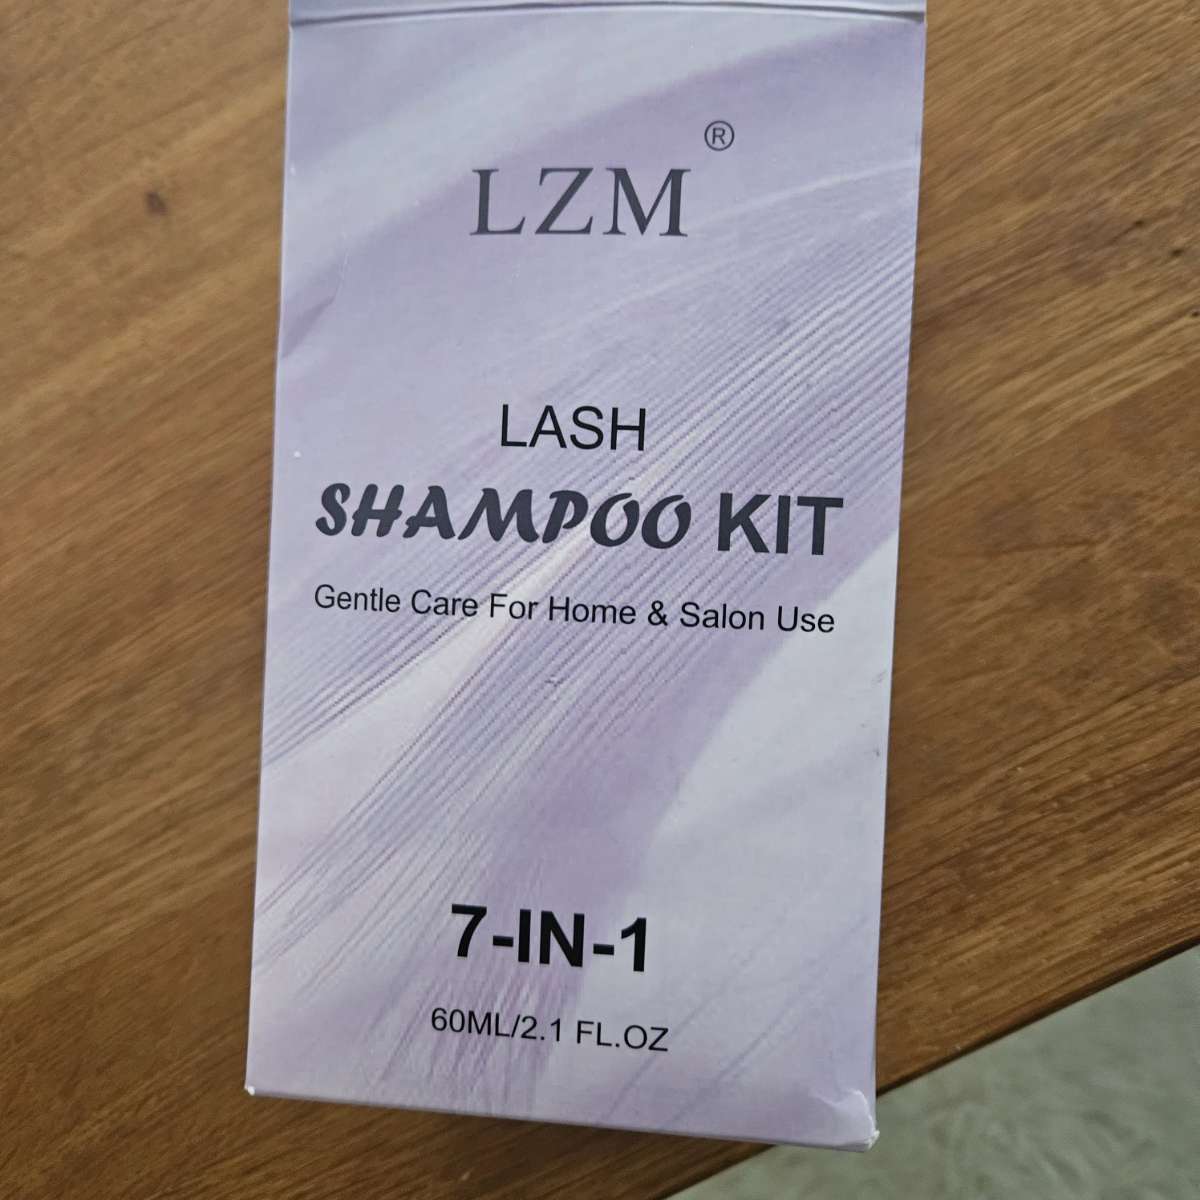 LZM®
LASH
SHAMPOO KIT
Gentle Care For Home & Salon Use
7-IN-1
60ML/2.1 FL.OZ